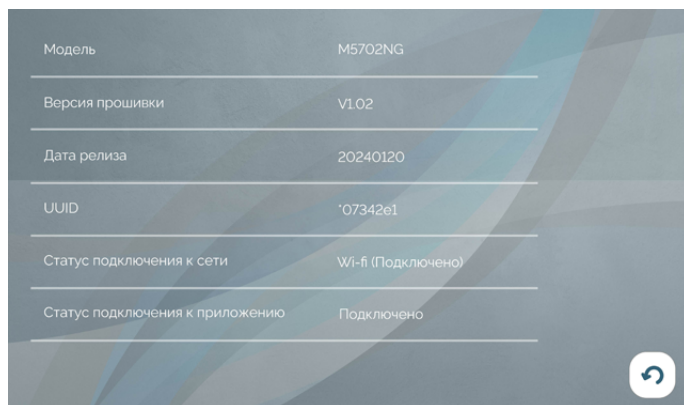 Модель M5702NG
Версия прошивки V1.02
Дата релиза 20240120
UUID *07342e1
Статус подключения к сети Wi-fi (Подключено)
Статус подключения к приложению Подключено